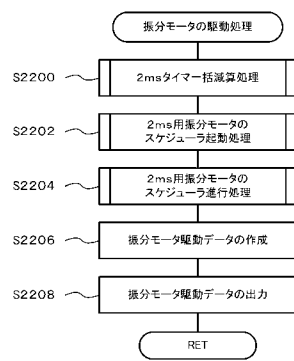 振分モータの駆動処理
S2200
2msタイマー括減算処理
S2202
2ms用振分モータの
スケジューラ起動処理
S2204
2ms用振分モータの
スケジューラ進行処理
S2206
振分モータ駆動データの作成
S2208
振分モータ駆動データの出力
RET